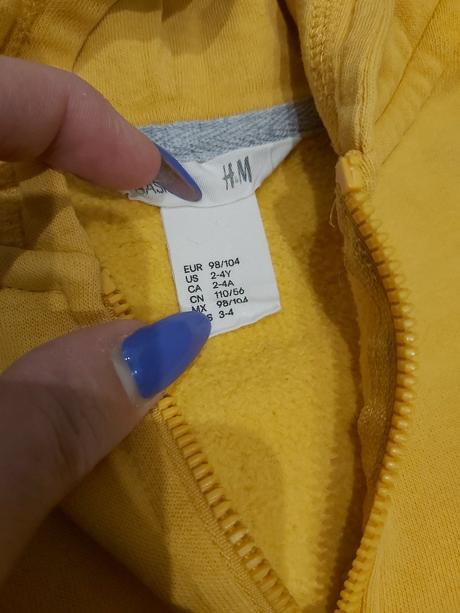 H&M
EUR 98/104
US 2-4Y
CA 2-4A
CN 110/56
MX 98/104
3-4